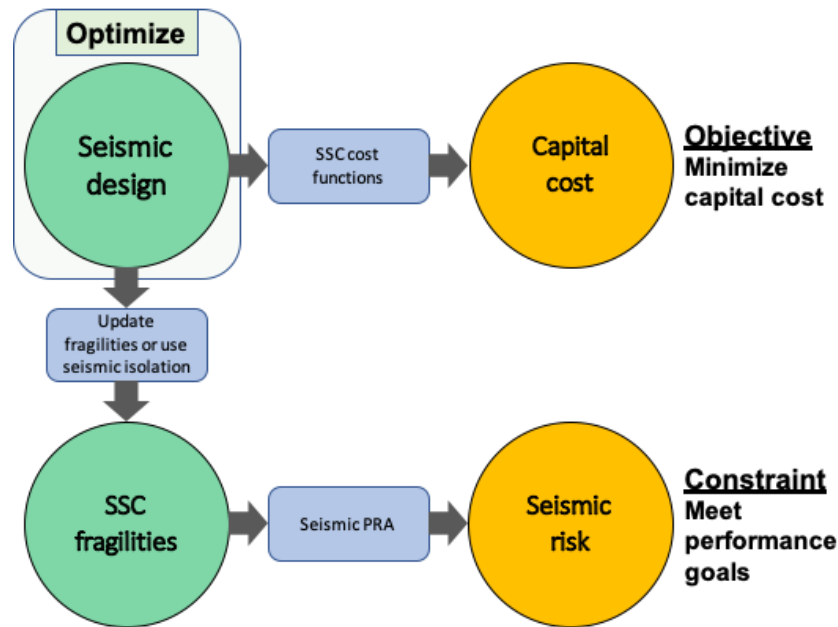 Optimize
Seismic
design
SSC cost
functions
Capital
cost
Objective
Minimize
capital cost
Update
fragilities or use
seismic isolation
SSC
fragilities
Seismic PRA
Seismic
risk
Constraint
Meet
performance
goals